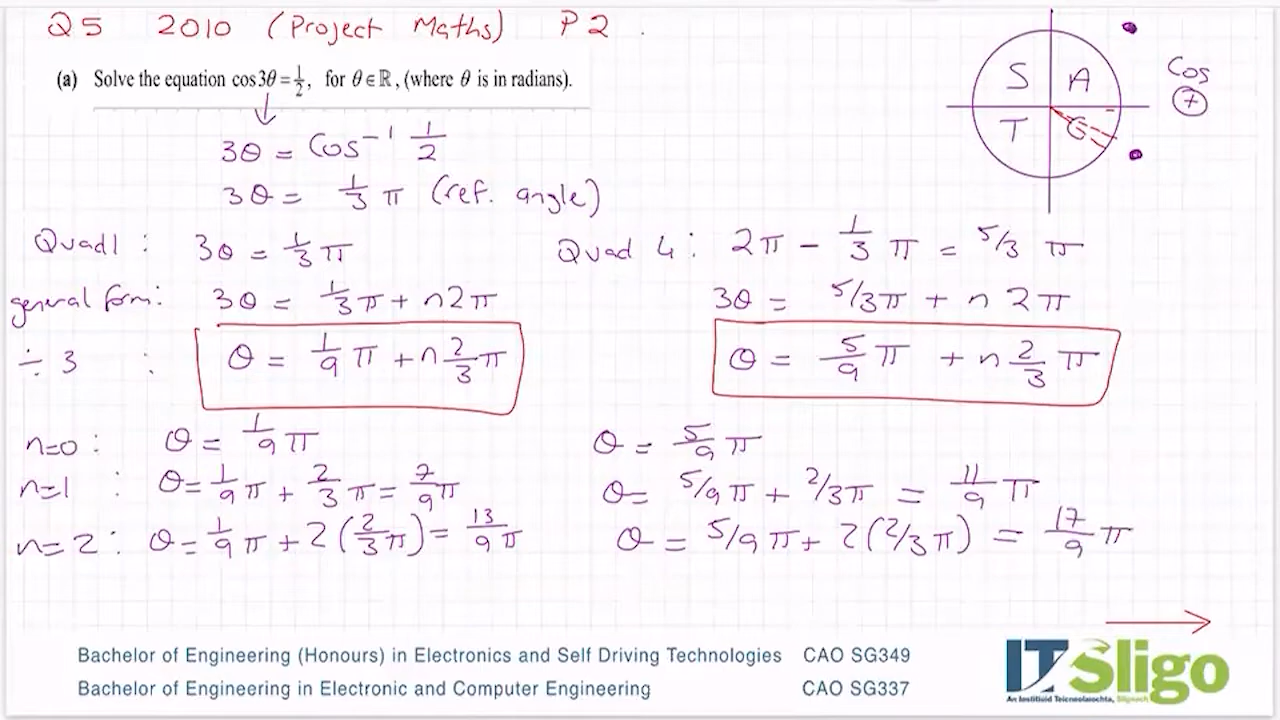 Q5 2010 (Project Maths) P2
(a) Solve the equation cos3θ = 1/2, for θ ∈ ℝ, (where θ is in radians).
S A
T C
Cos
+
3θ = Cos⁻¹ 1/2
3θ = 1/3 π (ref. angle)
Quad 1: 3θ = 1/3 π
Quad 4: 2π − 1/3 π = 5/3 π
general form: 3θ = 1/3 π + n2π
3θ = 5/3π + n 2π
÷ 3 : θ = 1/9 π + n 2/3 π
θ = 5/9 π + n 2/3 π
n=0: θ = 1/9 π
θ = 5/9 π
n=1 : θ = 1/9 π + 2/3 π = 7/9 π
θ = 5/9 π + 2/3π = 11/9 π
n=2: θ = 1/9 π + 2(2/3 π) = 13/9 π
θ = 5/9 π + 2(2/3 π) = 17/9 π
Bachelor of Engineering (Honours) in Electronics and Self Driving Technologies CAO SG349
Bachelor of Engineering in Electronic and Computer Engineering CAO SG337
IT Sligo
An Institiúid Teicneolaíochta, Sligeach